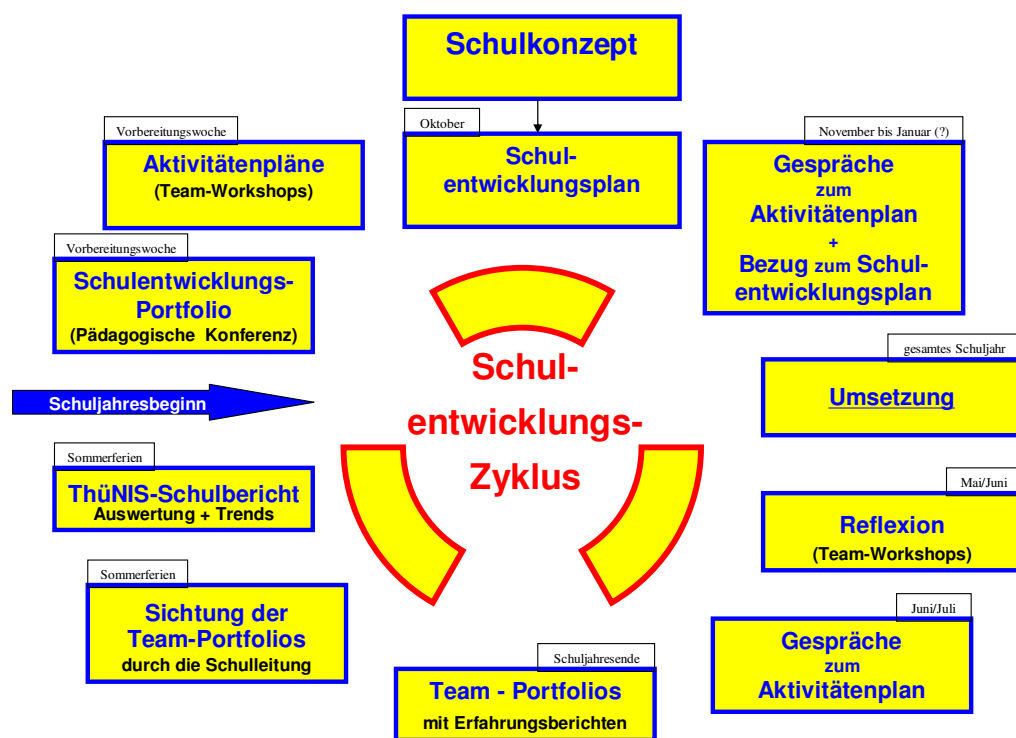 Schulkonzept
Oktober
Schul-
entwicklungsplan
November bis Januar (?)
Gespräche
zum
Aktivitätenplan
+
Bezug zum Schul-
entwicklungsplan
gesamtes Schuljahr
Umsetzung
Mai/Juni
Reflexion
(Team-Workshops)
Juni/Juli
Gespräche
zum
Aktivitätenplan
Schuljahresende
Team - Portfolios
mit Erfahrungsberichten
Sommerferien
Sichtung der
Team-Portfolios
durch die Schulleitung
Sommerferien
ThüNIS-Schulbericht
Auswertung + Trends
Schuljahresbeginn
Vorbereitungswoche
Schulentwicklungs-
Portfolio
(Pädagogische Konferenz)
Vorbereitungswoche
Aktivitätenpläne
(Team-Workshops)
Schul-
entwicklungs-
Zyklus